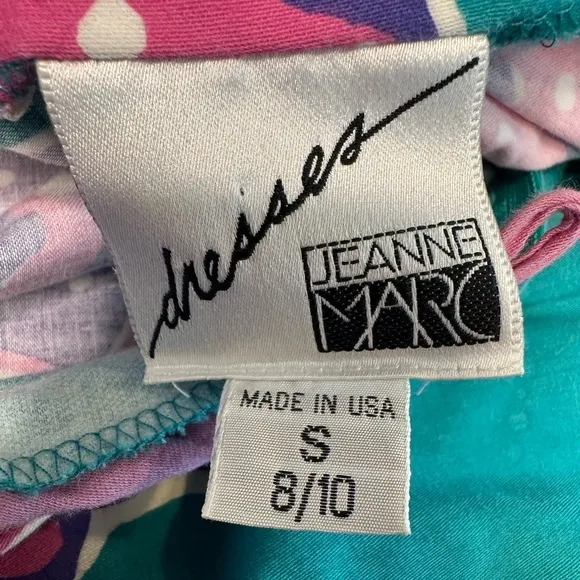 dresses
JEANNE
MARC
MADE IN USA
S
8/10